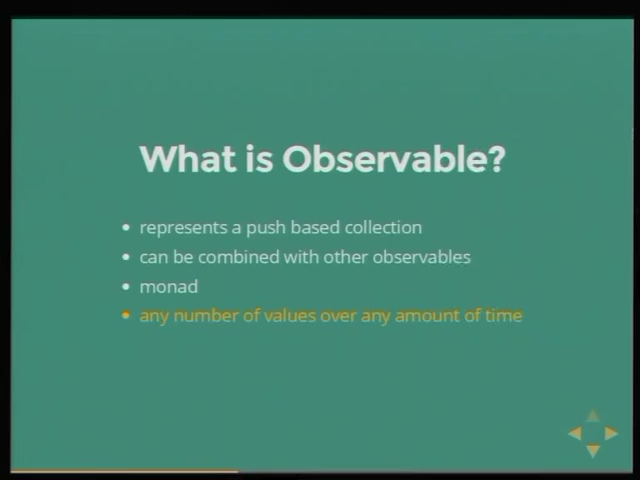 What is Observable?
represents a push based collection
can be combined with other observables
monad
any number of values over any amount of time